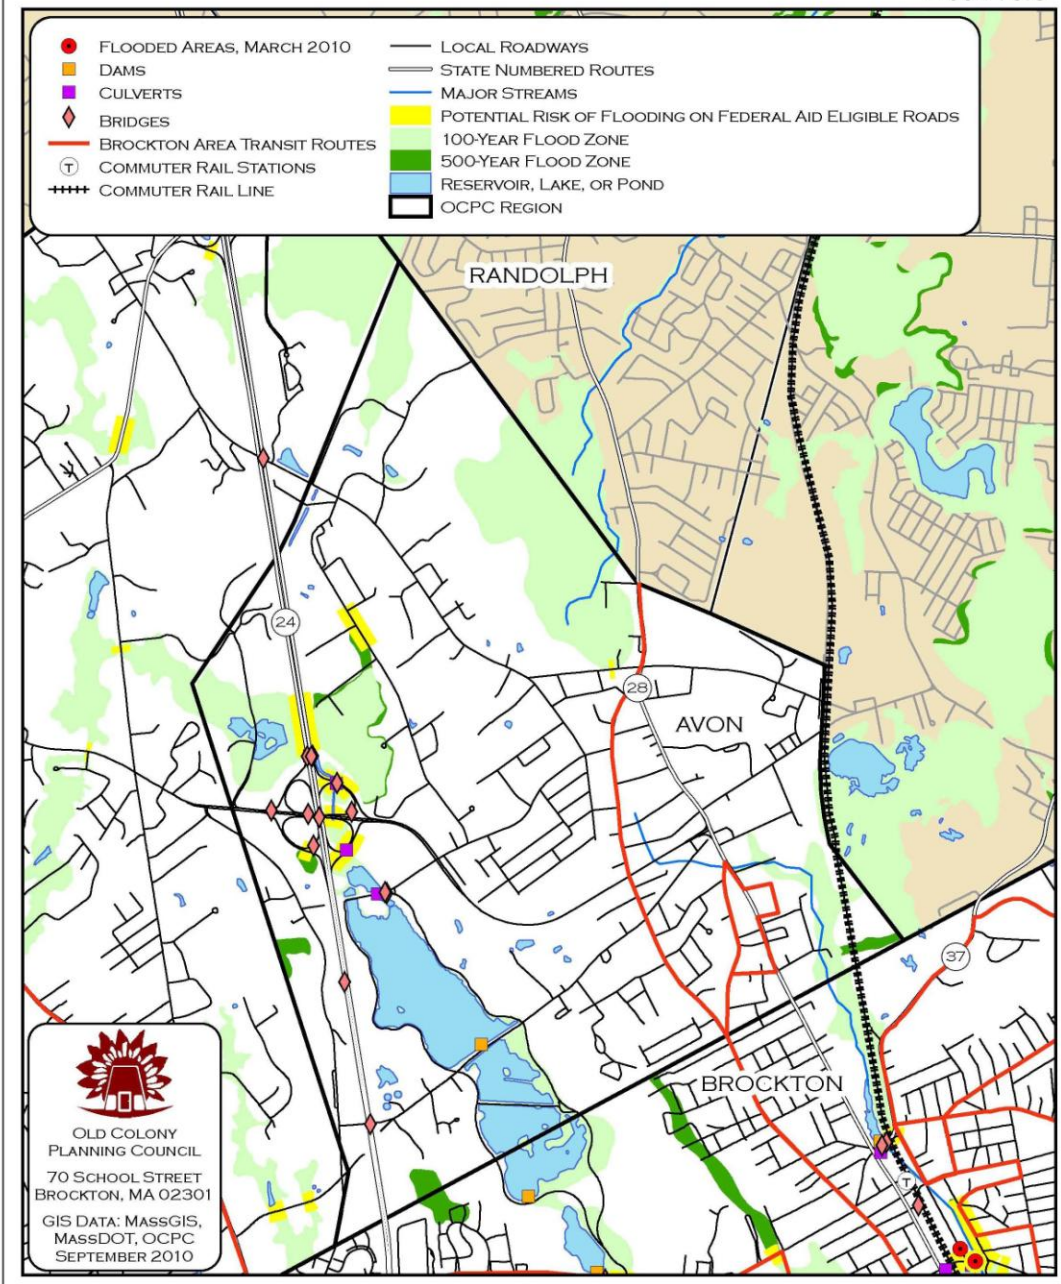 FLOODED AREAS, MARCH 2010
DAMS
CULVERTS
BRIDGES
BROCKTON AREA TRANSIT ROUTES
T COMMUTER RAIL STATIONS
COMMUTER RAIL LINE
LOCAL ROADWAYS
STATE NUMBERED ROUTES
MAJOR STREAMS
POTENTIAL RISK OF FLOODING ON FEDERAL AID ELIGIBLE ROADS
100-YEAR FLOOD ZONE
500-YEAR FLOOD ZONE
RESERVOIR, LAKE, OR POND
OCPC REGION
RANDOLPH
24
28
AVON
37
BROCKTON
T
OLD COLONY
PLANNING COUNCIL
70 SCHOOL STREET
BROCKTON, MA 02301
GIS DATA: MASSGIS,
MASSDOT, OCPC
SEPTEMBER 2010